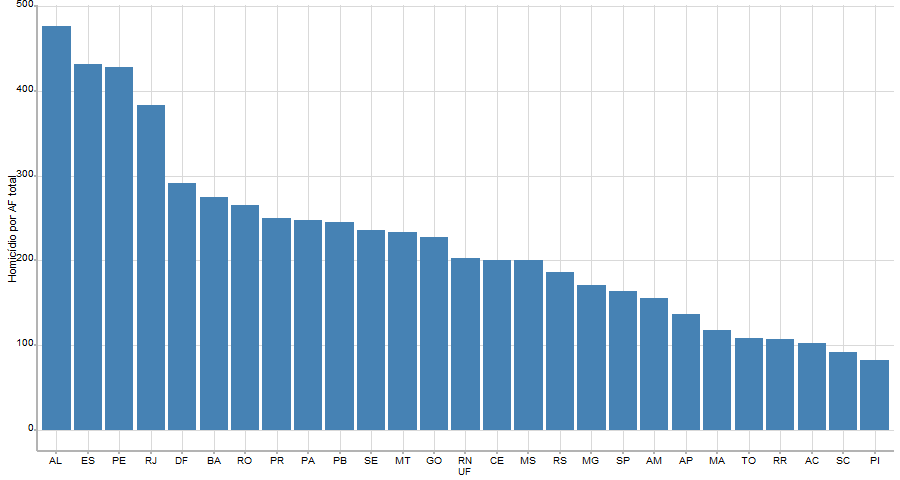 500
400
300
200
100
0
Homicídio por AF total
AL ES PE RJ DF BA RO PR PA PB SE MT GO RN CE MS RS MG SP AM AP MA TO RR AC SC PI
UF